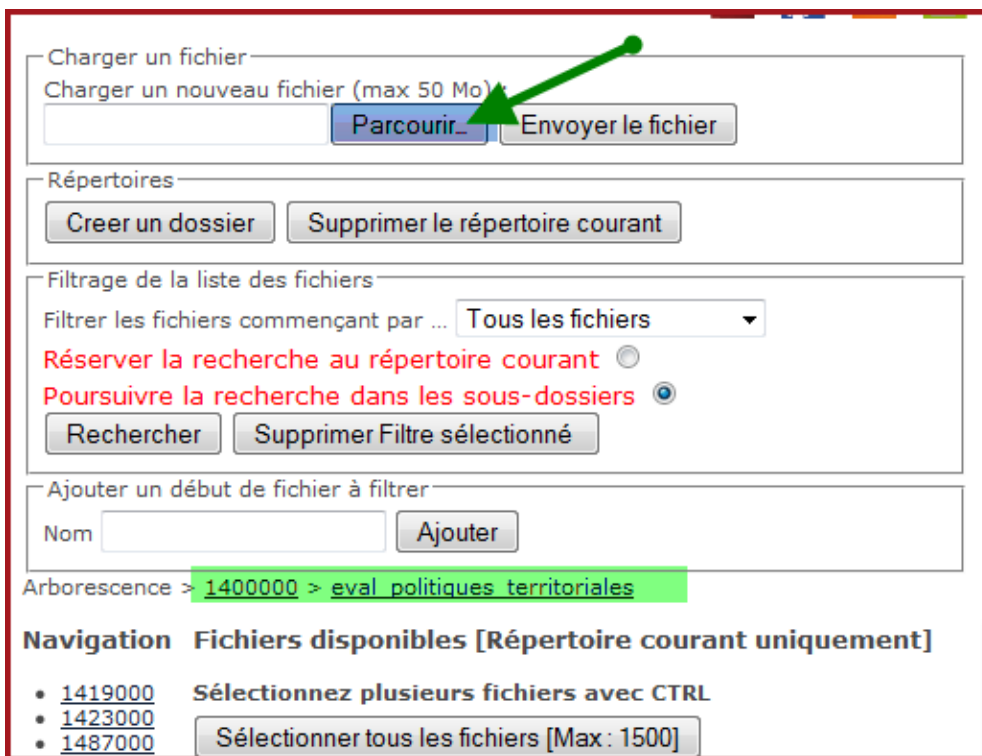 Charger un fichier
Charger un nouveau fichier (max 50 Mo) :
Parcourir... Envoyer le fichier
Répertoires
Creer un dossier Supprimer le répertoire courant
Filtrage de la liste des fichiers
Filtrer les fichiers commençant par ... Tous les fichiers
Réserver la recherche au répertoire courant
Poursuivre la recherche dans les sous-dossiers
Rechercher Supprimer Filtre sélectionné
Ajouter un début de fichier à filtrer
Nom Ajouter
Arborescence > 1400000 > eval_politiques_territoriales
Navigation Fichiers disponibles [Répertoire courant uniquement]
• 1419000 Sélectionnez plusieurs fichiers avec CTRL
• 1423000
• 1487000 Sélectionner tous les fichiers [Max : 1500]